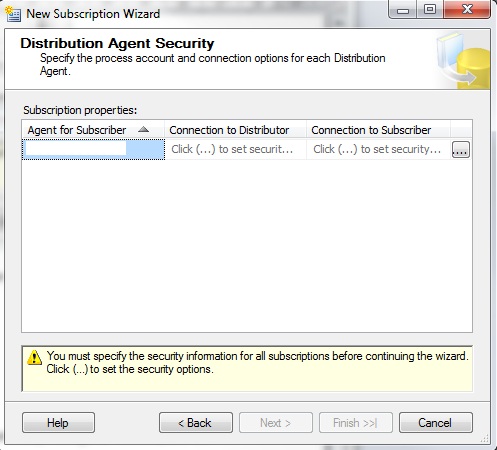 New Subscription Wizard
Distribution Agent Security
Specify the process account and connection options for each Distribution
Agent.
Subscription properties:
Agent for Subscriber Connection to Distributor Connection to Subscriber
Click (...) to set securit... Click (...) to set security... ....
You must specify the security information for all subscriptions before continuing the wizard.
Click (...) to set the security options.
Help < Back Next > Finish >>| Cancel